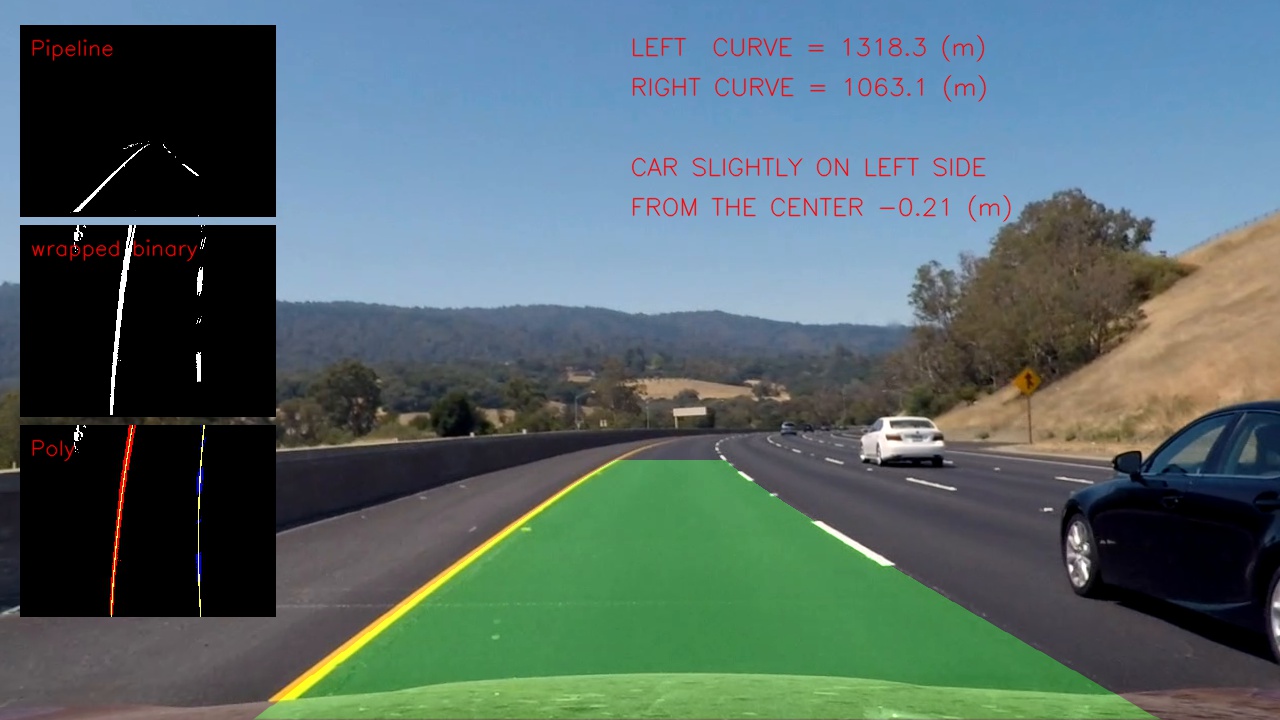 Pipeline
LEFT  CURVE = 1318.3 (m)
RIGHT CURVE = 1063.1 (m)
CAR SLIGHTLY ON LEFT SIDE
FROM THE CENTER -0.21 (m)
wrapped binary
Poly